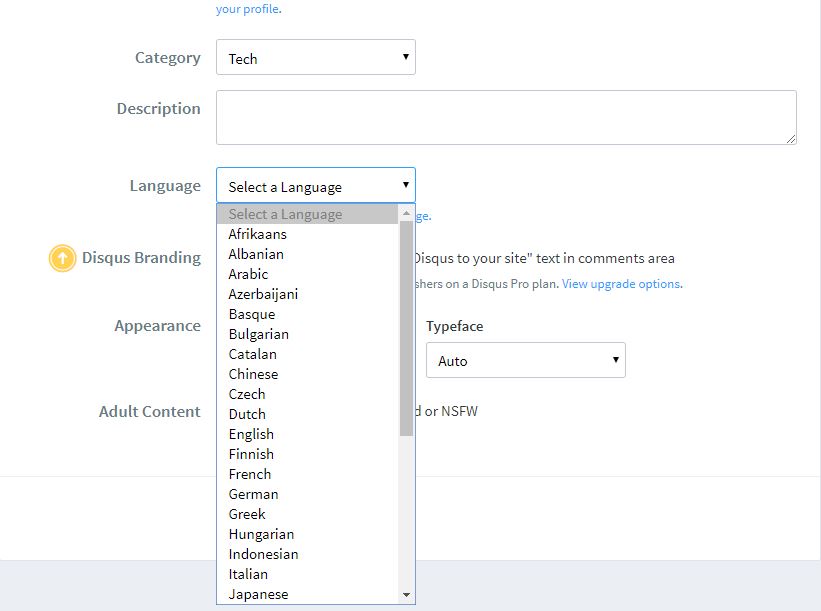 your profile.
Category
Tech
Description
Language
Select a Language
Select a Language
Afrikaans
Albanian
Arabic
Azerbaijani
Basque
Bulgarian
Catalan
Chinese
Czech
Dutch
English
Finnish
French
German
Greek
Hungarian
Indonesian
Italian
Japanese
Disqus Branding
Disqus to your site" text in comments area
on a Disqus Pro plan. View upgrade options.
Appearance
Typeface
Auto
Adult Content
or NSFW